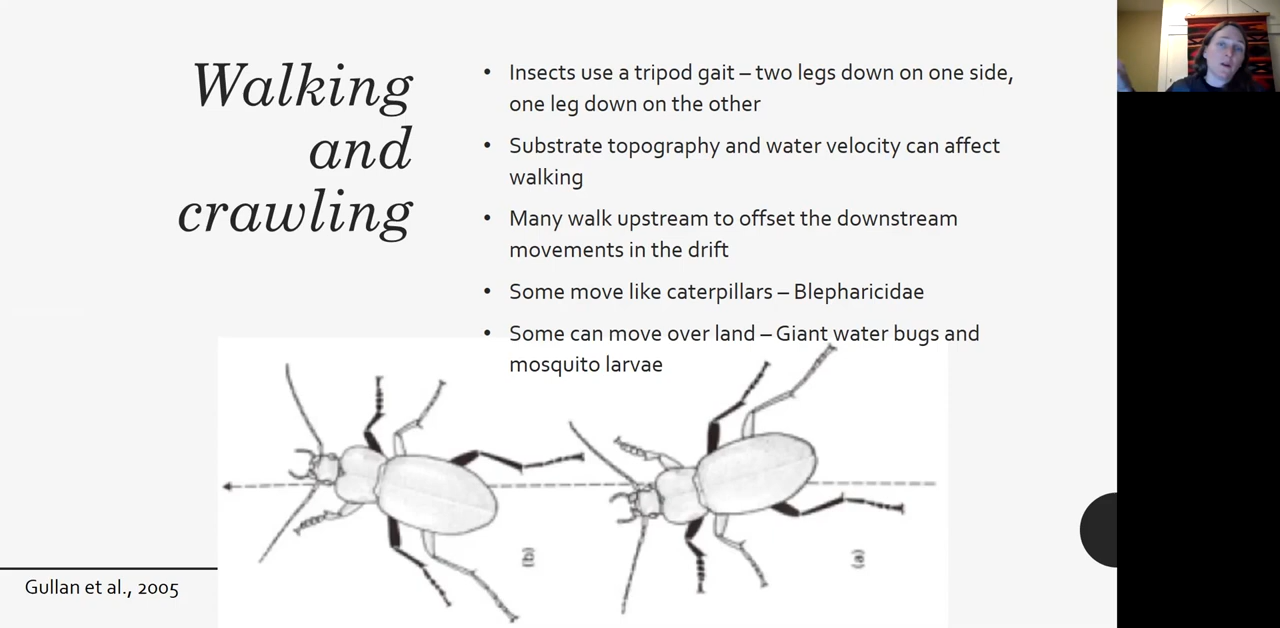 Walking
and
crawling
• Insects use a tripod gait – two legs down on one side,
one leg down on the other
• Substrate topography and water velocity can affect
walking
• Many walk upstream to offset the downstream
movements in the drift
• Some move like caterpillars – Blepharicidae
• Some can move over land – Giant water bugs and
mosquito larvae
(b)
(a)
Gullan et al., 2005